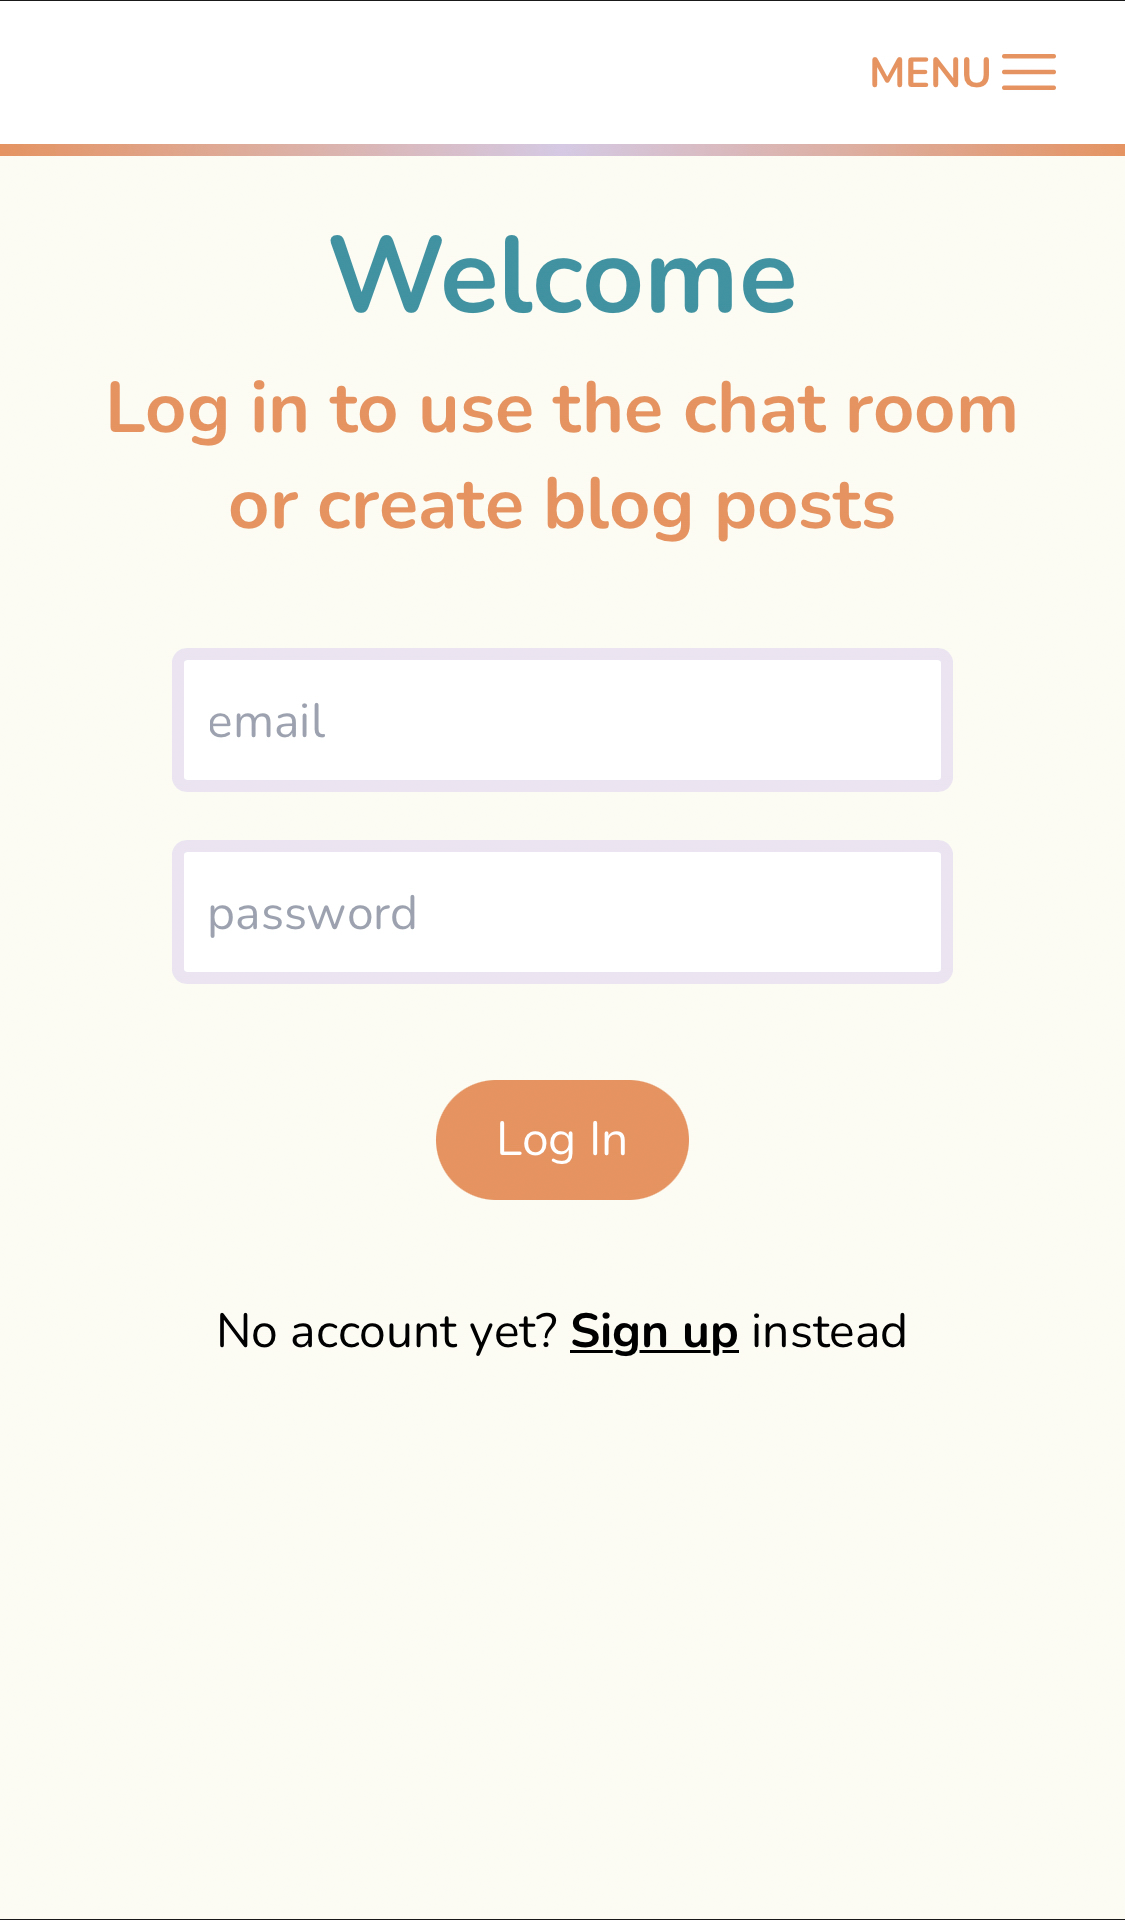 MENU
Welcome
Log in to use the chat room
or create blog posts
email
password
Log In
No account yet? Sign up instead